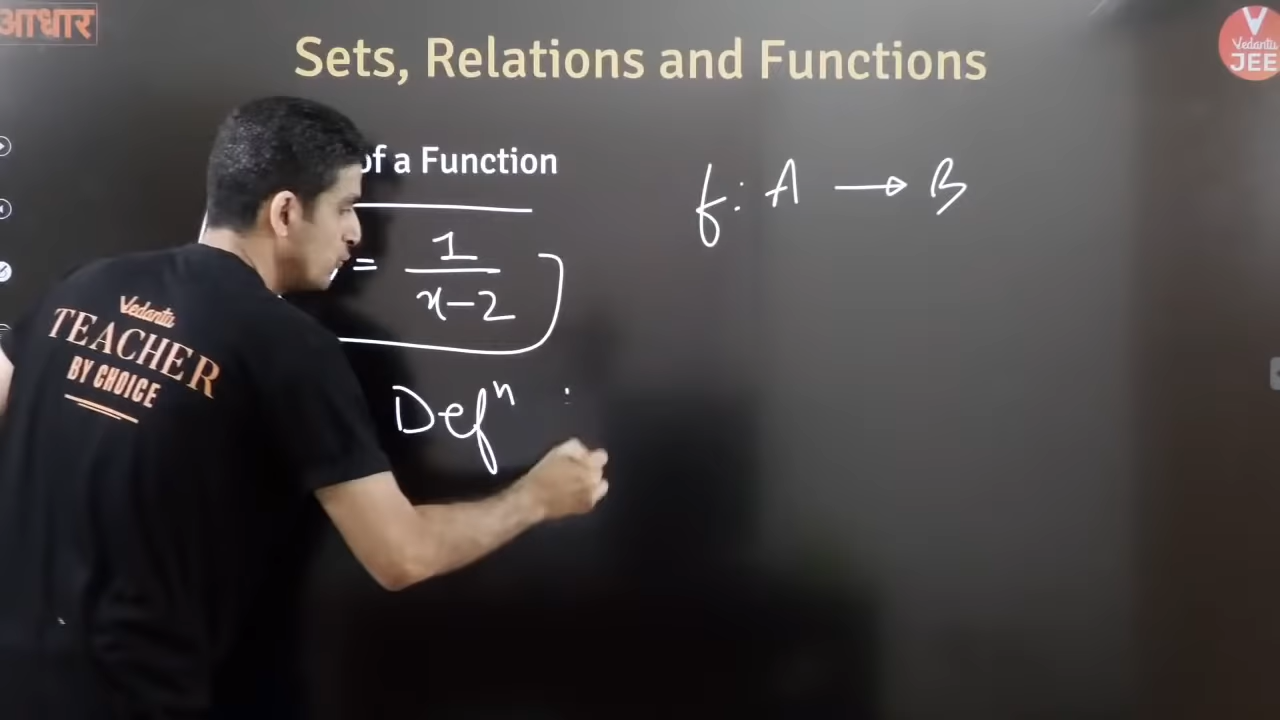 आधार
Sets, Relations and Functions
Vedantu
JEE
of a Function
f: A → B
= 1/(x-2)
Defⁿ :
Vedantu
TEACHER
BY CHOICE